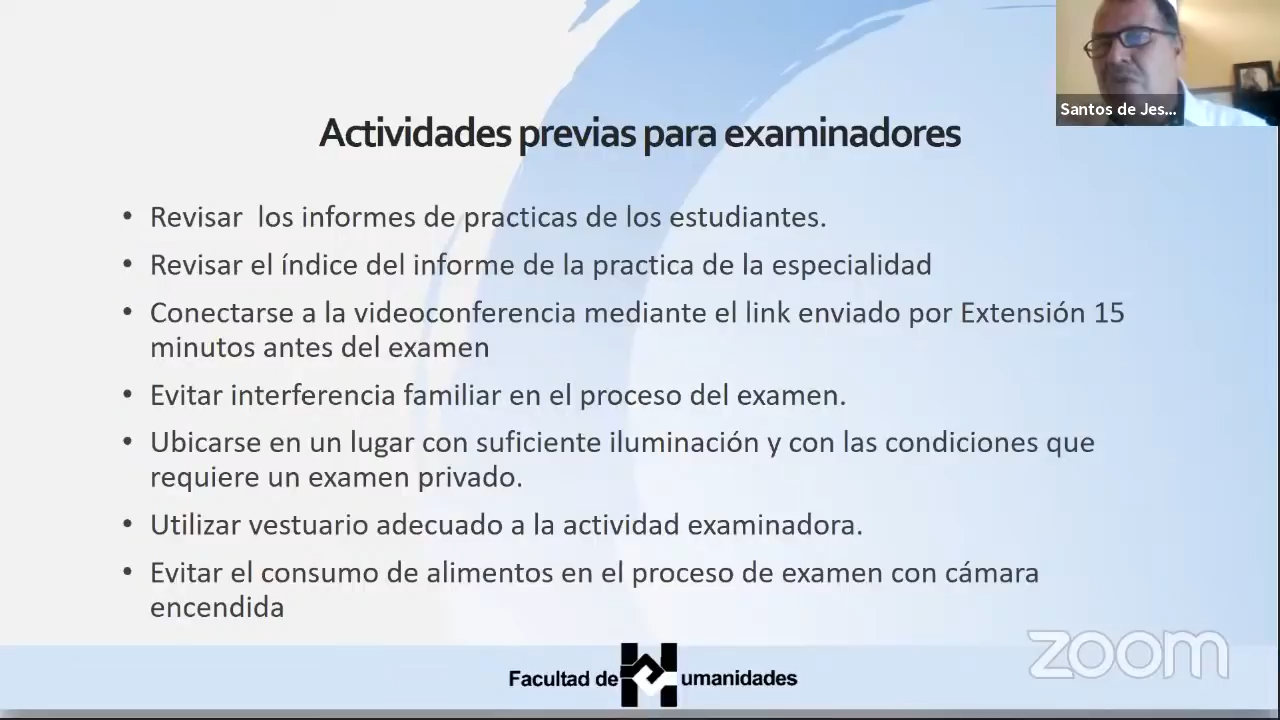 Santos de Jes...
Actividades previas para examinadores
• Revisar  los informes de practicas de los estudiantes.
• Revisar el índice del informe de la practica de la especialidad
• Conectarse a la videoconferencia mediante el link enviado por Extensión 15
minutos antes del examen
• Evitar interferencia familiar en el proceso del examen.
• Ubicarse en un lugar con suficiente iluminación y con las condiciones que
requiere un examen privado.
• Utilizar vestuario adecuado a la actividad examinadora.
• Evitar el consumo de alimentos en el proceso de examen con cámara
encendida
zoom
Facultad de Humanidades